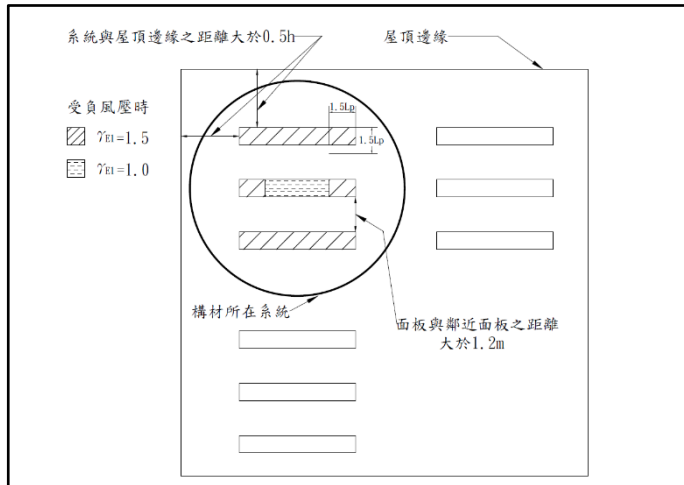 系統與屋頂邊緣之距離大於0.5h
屋頂邊緣
受負風壓時
γEI=1.5
γEI=1.0
1.5Lp
1.5Lp
構材所在系統
面板與鄰近面板之距離
大於1.2m